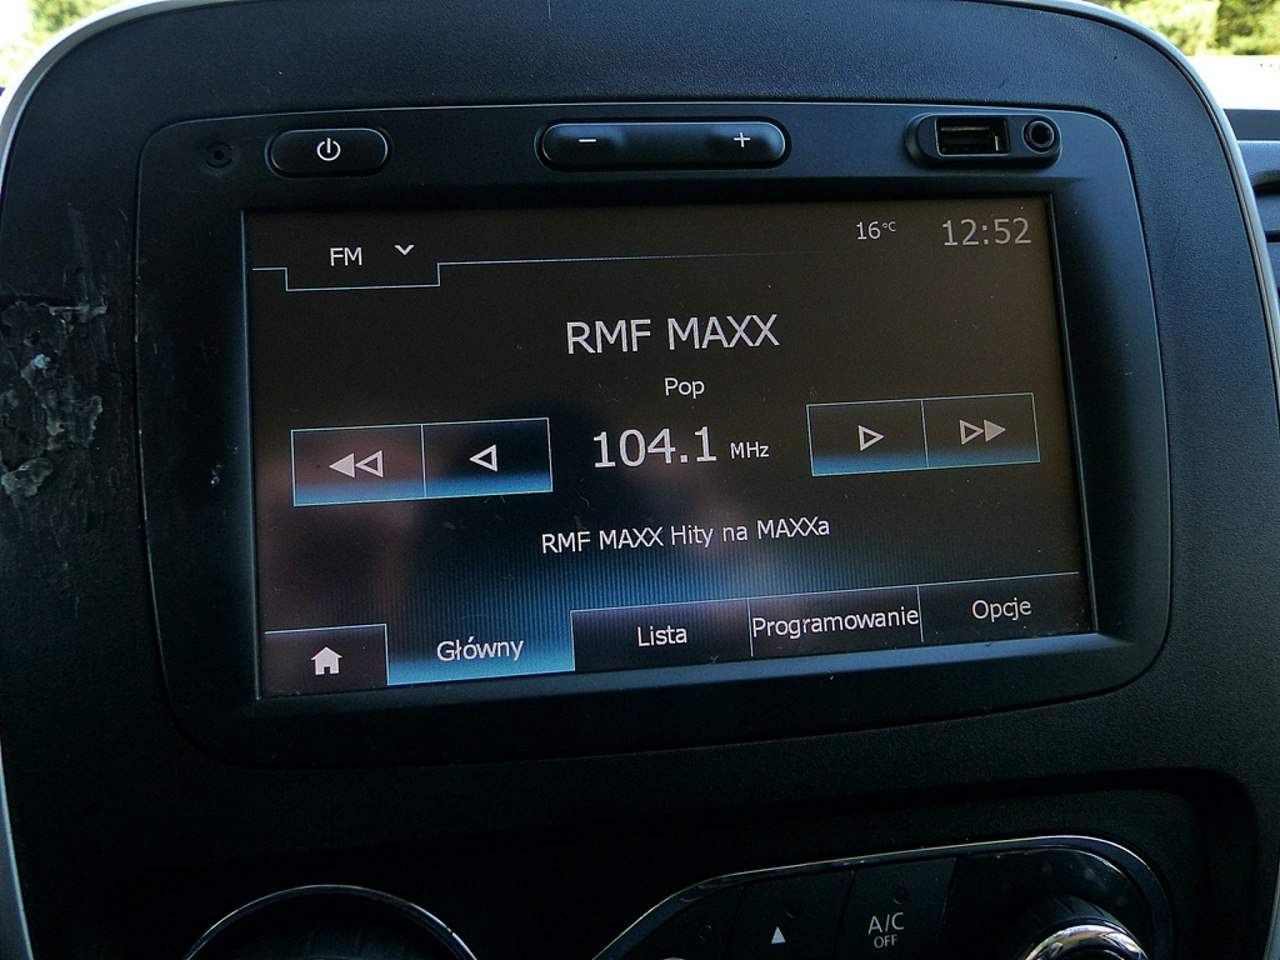 FM
16°C 12:52
RMF MAXX
Pop
104.1 MHz
RMF MAXX Hity na MAXXa
Główny Lista Programowanie Opcje
A/C
OFF